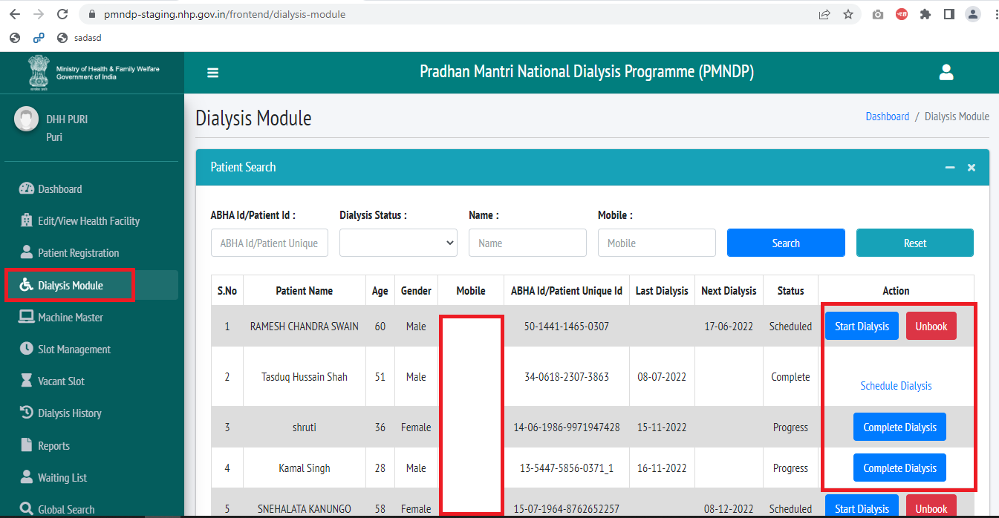 pmndp-staging.nhp.gov.in/frontend/dialysis-module
sadasd
Ministry of Health & Family Welfare
Government of India
Pradhan Mantri National Dialysis Programme (PMNDP)
DHH PURI
Puri
Dashboard
Edit/View Health Facility
Patient Registration
Dialysis Module
Machine Master
Slot Management
Vacant Slot
Dialysis History
Reports
Waiting List
Global Search
Dialysis Module
Dashboard / Dialysis Module
Patient Search
ABHA Id/Patient Id : Dialysis Status : Name : Mobile :
ABHA Id/Patient Unique Name Mobile Search Reset
S.No Patient Name Age Gender Mobile ABHA Id/Patient Unique Id Last Dialysis Next Dialysis Status Action
1 RAMESH CHANDRA SWAIN 60 Male 50-1441-1465-0307 17-06-2022 Scheduled Start Dialysis Unbook
2 Tasduq Hussain Shah 51 Male 34-0618-2307-3863 08-07-2022 Complete Schedule Dialysis
3 shruti 36 Female 14-06-1986-9971947428 15-11-2022 Progress Complete Dialysis
4 Kamal Singh 28 Male 13-5447-5856-0371_1 16-11-2022 Progress Complete Dialysis
5 SNEHALATA KANUNGO 58 Female 15-07-1964-8762652257 08-12-2022 Scheduled Start Dialysis Unbook